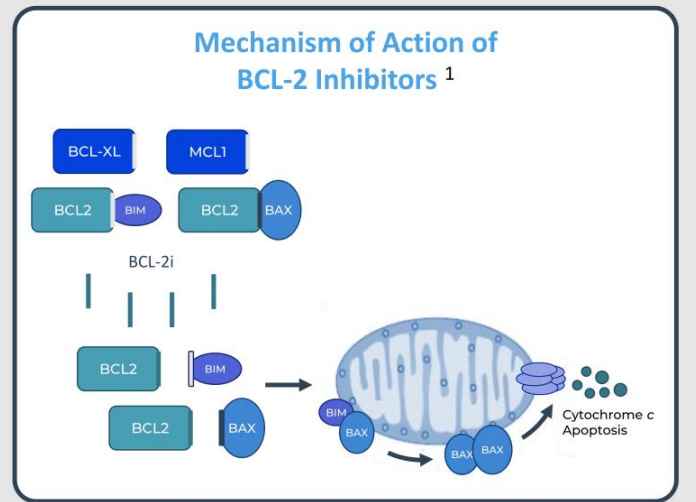 Mechanism of Action of
BCL-2 Inhibitors 1
BCL-XL
MCL1
BCL2
BIM
BCL2
BAX
BCL-2i
BCL2
BIM
BCL2
BAX
BIM
BAX
BAX
BAX
Cytochrome c
Apoptosis